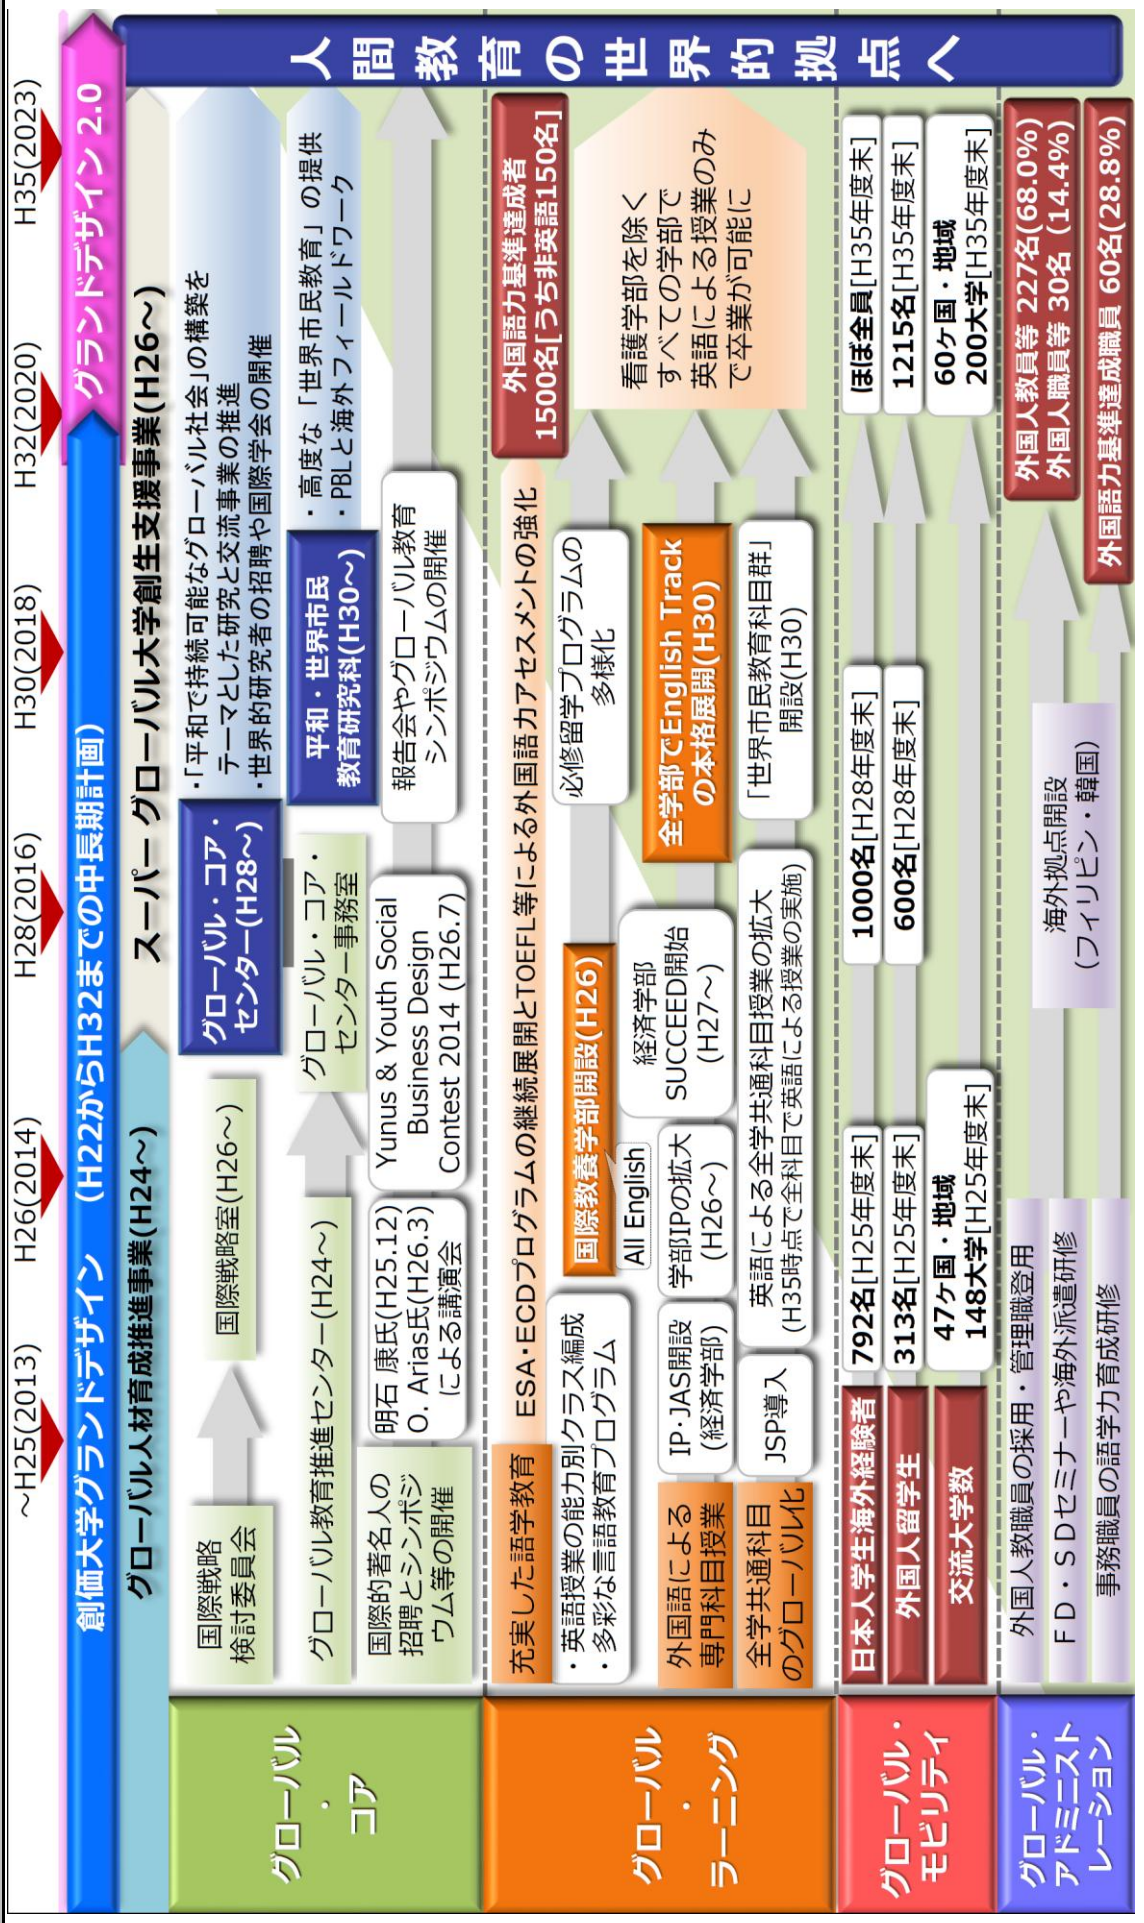 ~H25(2013)
H26(2014)
H28(2016)
H30(2018)
H32(2020)
H35(2023)
創価大学グランドデザイン (H22からH32までの中長期計画)
グランドデザイン 2.0
グローバル人材育成推進事業(H24~)
スーパーグローバル大学創生支援事業(H26~)
人間教育の世界的拠点へ
グローバル
・
コア
国際戦略
検討委員会
国際戦略室(H26~)
グローバル・コア・
センター(H28~)
・「平和で持続可能なグローバル社会」の構築を
テーマとした研究と交流事業の推進
・世界的研究者の招聘や国際学会の開催
グローバル教育推進センター(H24~)
グローバル・コア・
センター事務室
平和・世界市民
教育研究科(H30~)
・高度な「世界市民教育」の提供
・PBLと海外フィールドワーク
国際的著名人の
招聘とシンポジ
ウム等の開催
明石 康氏(H25.12)
O. Arias氏(H26.3)
による講演会
Yunus & Youth Social
Business Design
Contest 2014 (H26.7)
報告会やグローバル教育
シンポジウムの開催
グローバル
・
ラーニング
充実した語学教育
ESA・ECDプログラムの継続展開とTOEFL等による外国語力アセスメントの強化
外国語力基準達成者
1500名[うち非英語150名]
・英語授業の能力別クラス編成
・多彩な言語教育プログラム
国際教養学部開設(H26)
All English
必修留学プログラムの
多様化
外国語による
専門科目授業
IP・JAS開設
(経済学部)
学部IPの拡大
(H26~)
経済学部
SUCCEED開始
(H27~)
全学部でEnglish Track
の本格展開(H30)
看護学部を除く
すべての学部で
英語による授業のみ
で卒業が可能に
全学共通科目
のグローバル化
JSP導入
英語による全学共通科目授業の拡大
(H35時点で全科目で英語による授業の実施)
「世界市民教育科目群」
開設(H30)
グローバル・
モビリティ
日本人学生海外経験者
792名[H25年度末]
1000名[H28年度末]
ほぼ全員[H35年度末]
外国人留学生
313名[H25年度末]
600名[H28年度末]
1215名[H35年度末]
交流大学数
47ケ国・地域
148大学[H25年度末]
60ケ国・地域
200大学[H35年度末]
グローバル・
アドミニスト
レーション
外国人教職員の採用・管理職登用
FD・SDセミナーや海外派遣研修
事務職員の語学力育成研修
海外拠点開設
(フィリピン・韓国)
外国人教員等 227名(68.0%)
外国人職員等 30名 (14.4%)
外国語力基準達成職員 60名(28.8%)